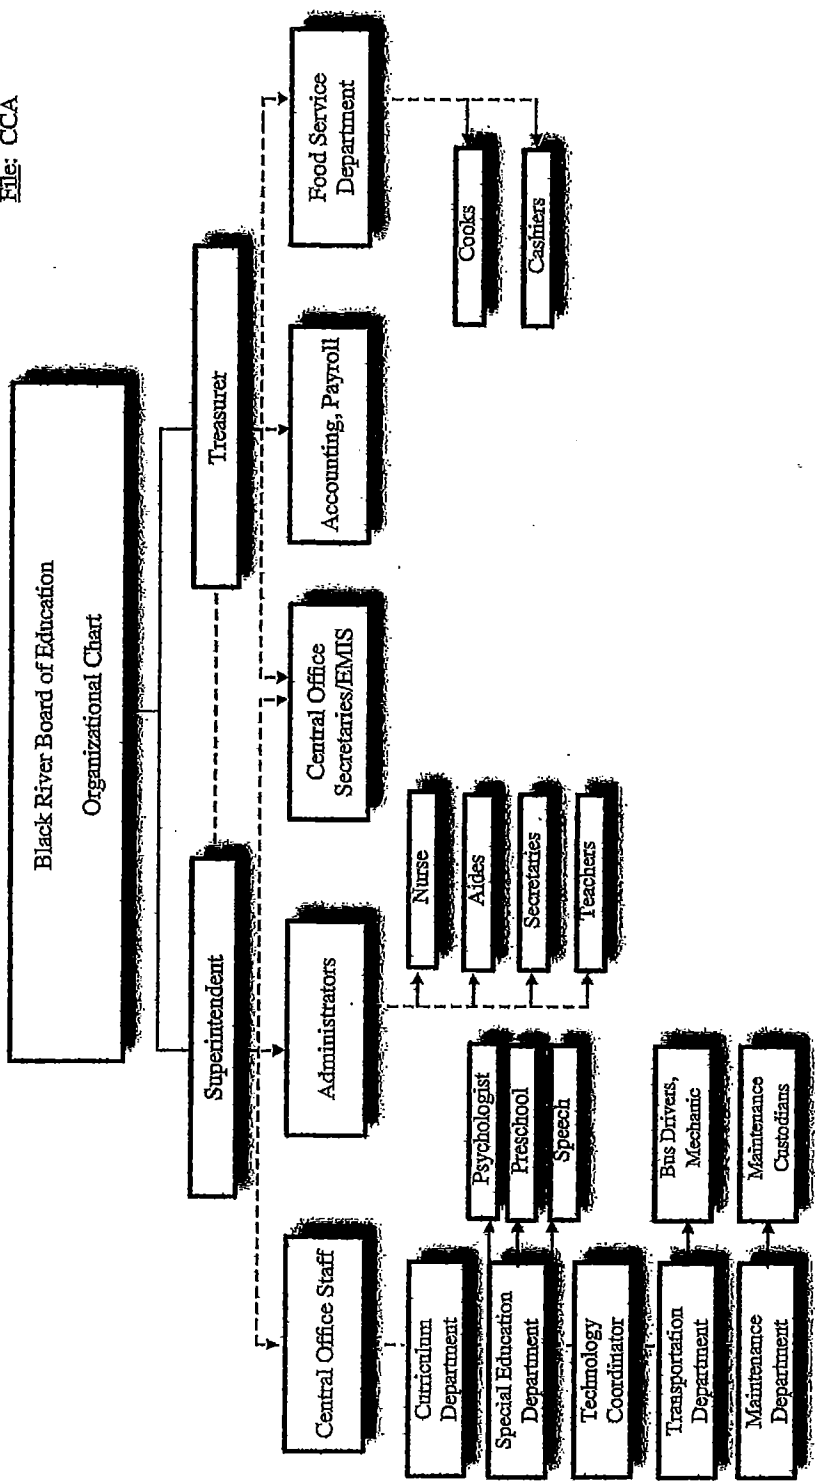 File: CCA
Black River Board of Education
Organizational Chart
Superintendent
Treasurer
Central Office Staff
Administrators
Central Office
Secretaries/EMIS
Accounting, Payroll
Food Service
Department
Curriculum
Department
Special Education
Department
Technology
Coordinator
Transportation
Department
Maintenance
Department
Psychologist
Preschool
Speech
Bus Drivers,
Mechanic
Maintenance
Custodians
Nurse
Aides
Secretaries
Teachers
Cooks
Cashiers